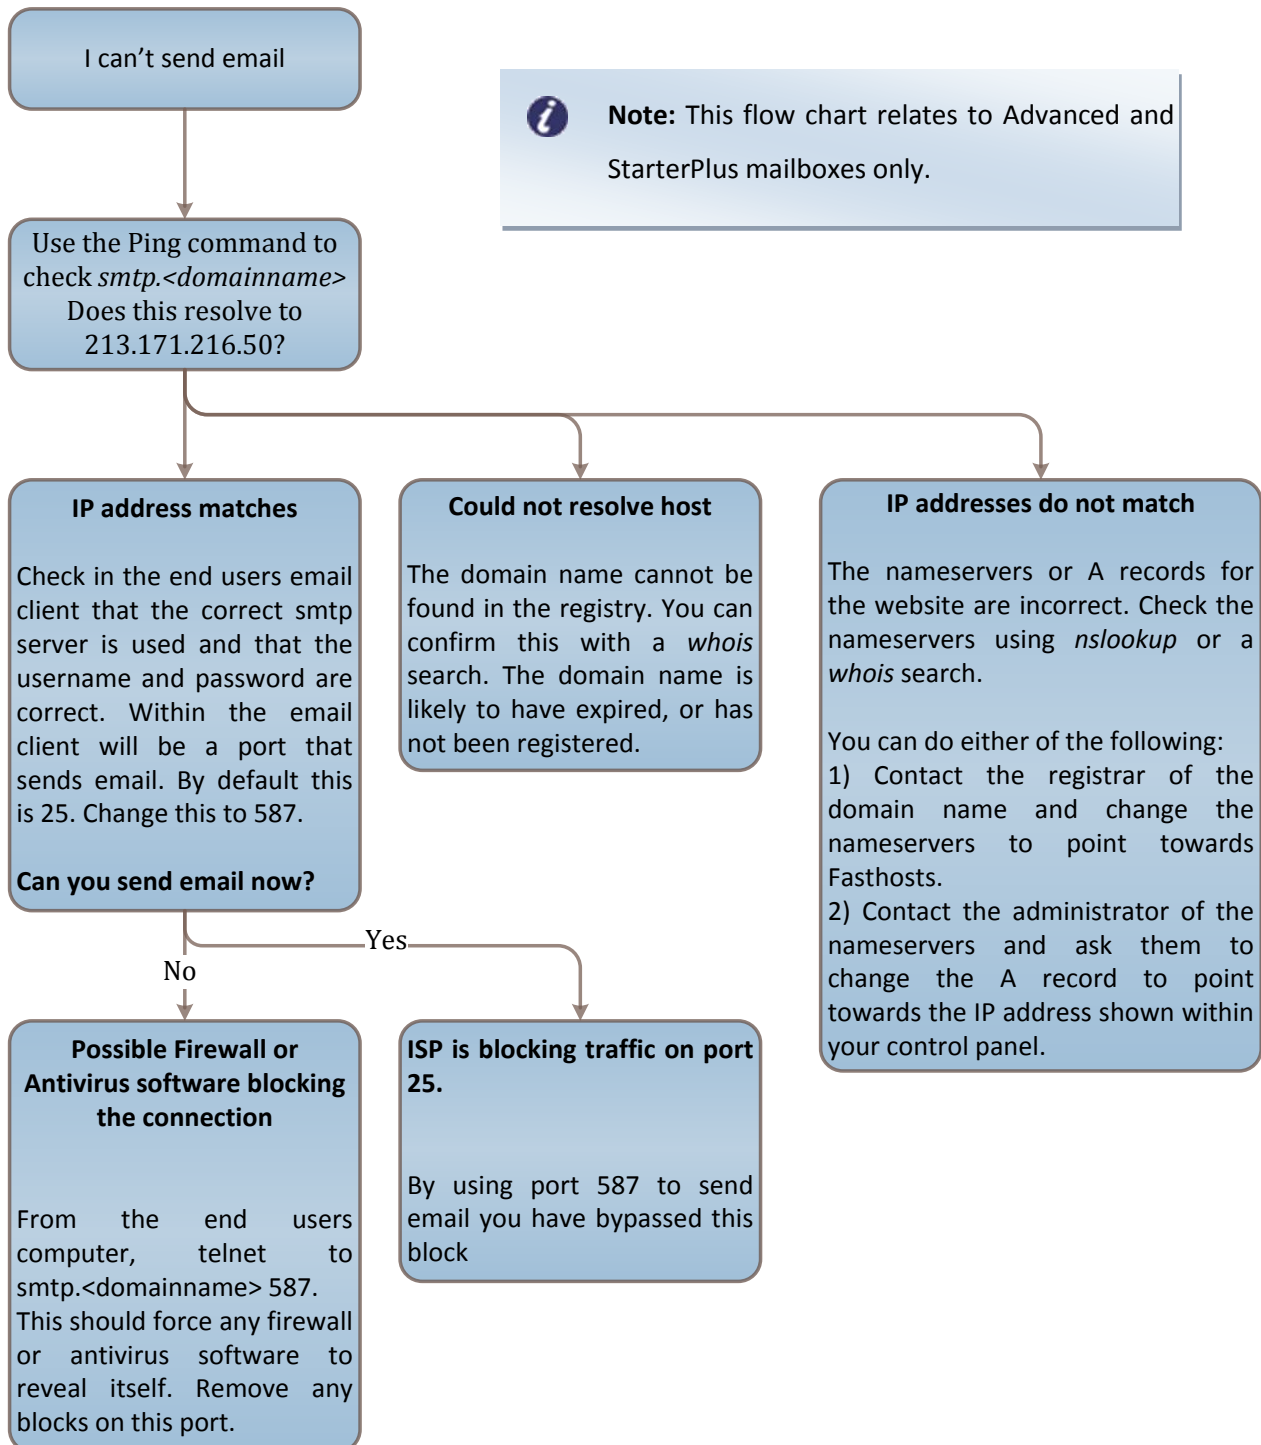 I can’t send email
Note: This flow chart relates to Advanced and
StarterPlus mailboxes only.
Use the Ping command to
check smtp.<domainname>
Does this resolve to
213.171.216.50?
IP address matches
Check in the end users email
client that the correct smtp
server is used and that the
username and password are
correct. Within the email
client will be a port that
sends email. By default this
is 25. Change this to 587.
Can you send email now?
Could not resolve host
The domain name cannot be
found in the registry. You can
confirm this with a whois
search. The domain name is
likely to have expired, or has
not been registered.
IP addresses do not match
The nameservers or A records for
the website are incorrect. Check the
nameservers using nslookup or a
whois search.
You can do either of the following:
1) Contact the registrar of the
domain name and change the
nameservers to point towards
Fasthosts.
2) Contact the administrator of the
nameservers and ask them to
change the A record to point
towards the IP address shown within
your control panel.
Yes
No
Possible Firewall or
Antivirus software blocking
the connection
From the end users
computer, telnet to
smtp.<domainname> 587.
This should force any firewall
or antivirus software to
reveal itself. Remove any
blocks on this port.
ISP is blocking traffic on port
25.
By using port 587 to send
email you have bypassed this
block